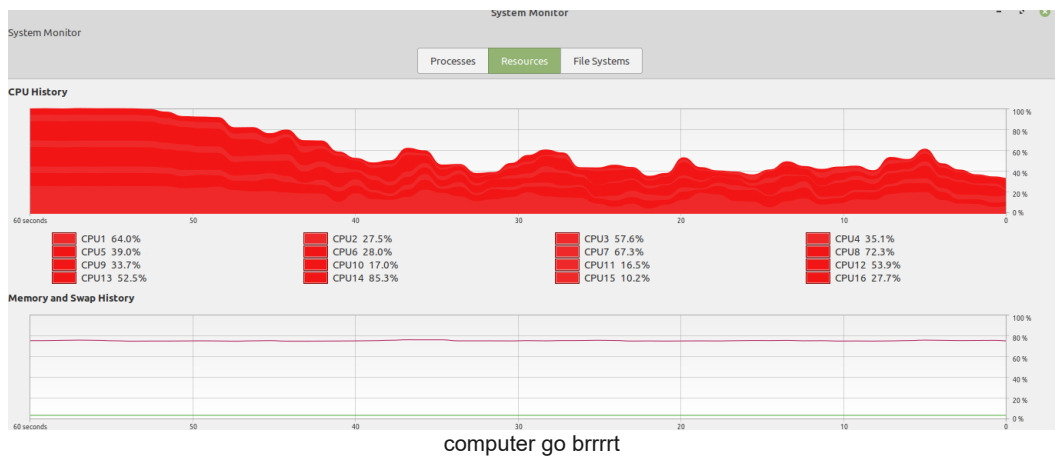 System Monitor
System Monitor
Processes Resources File Systems
CPU History
100 %
80 %
60 %
40 %
20 %
0 %
60 seconds 50 40 30 20 10 0
CPU1 64.0% CPU2 27.5% CPU3 57.6% CPU4 35.1%
CPU5 39.0% CPU6 28.0% CPU7 67.3% CPU8 72.3%
CPU9 33.7% CPU10 17.0% CPU11 16.5% CPU12 53.9%
CPU13 52.5% CPU14 85.3% CPU15 10.2% CPU16 27.7%
Memory and Swap History
100 %
80 %
60 %
40 %
20 %
0 %
60 seconds 50 40 30 20 10 0
computer go brrrrt